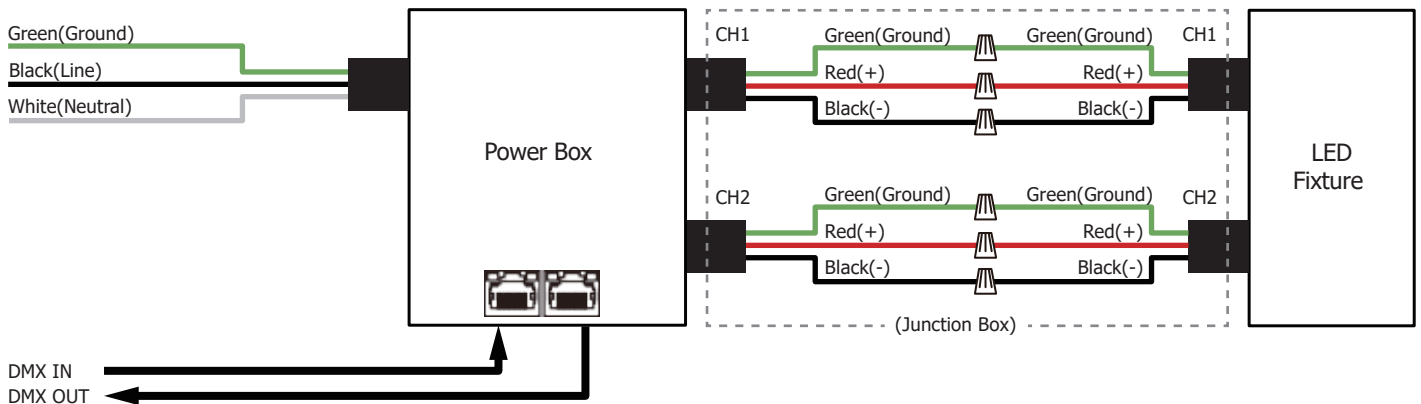 Green(Ground)
Black(Line)
White(Neutral)
Power Box
CH1
Green(Ground)
Green(Ground)
CH1
Red(+)
Red(+)
Black(-)
Black(-)
CH2
Green(Ground)
Green(Ground)
CH2
Red(+)
Red(+)
Black(-)
Black(-)
(Junction Box)
LED
Fixture
DMX IN
DMX OUT